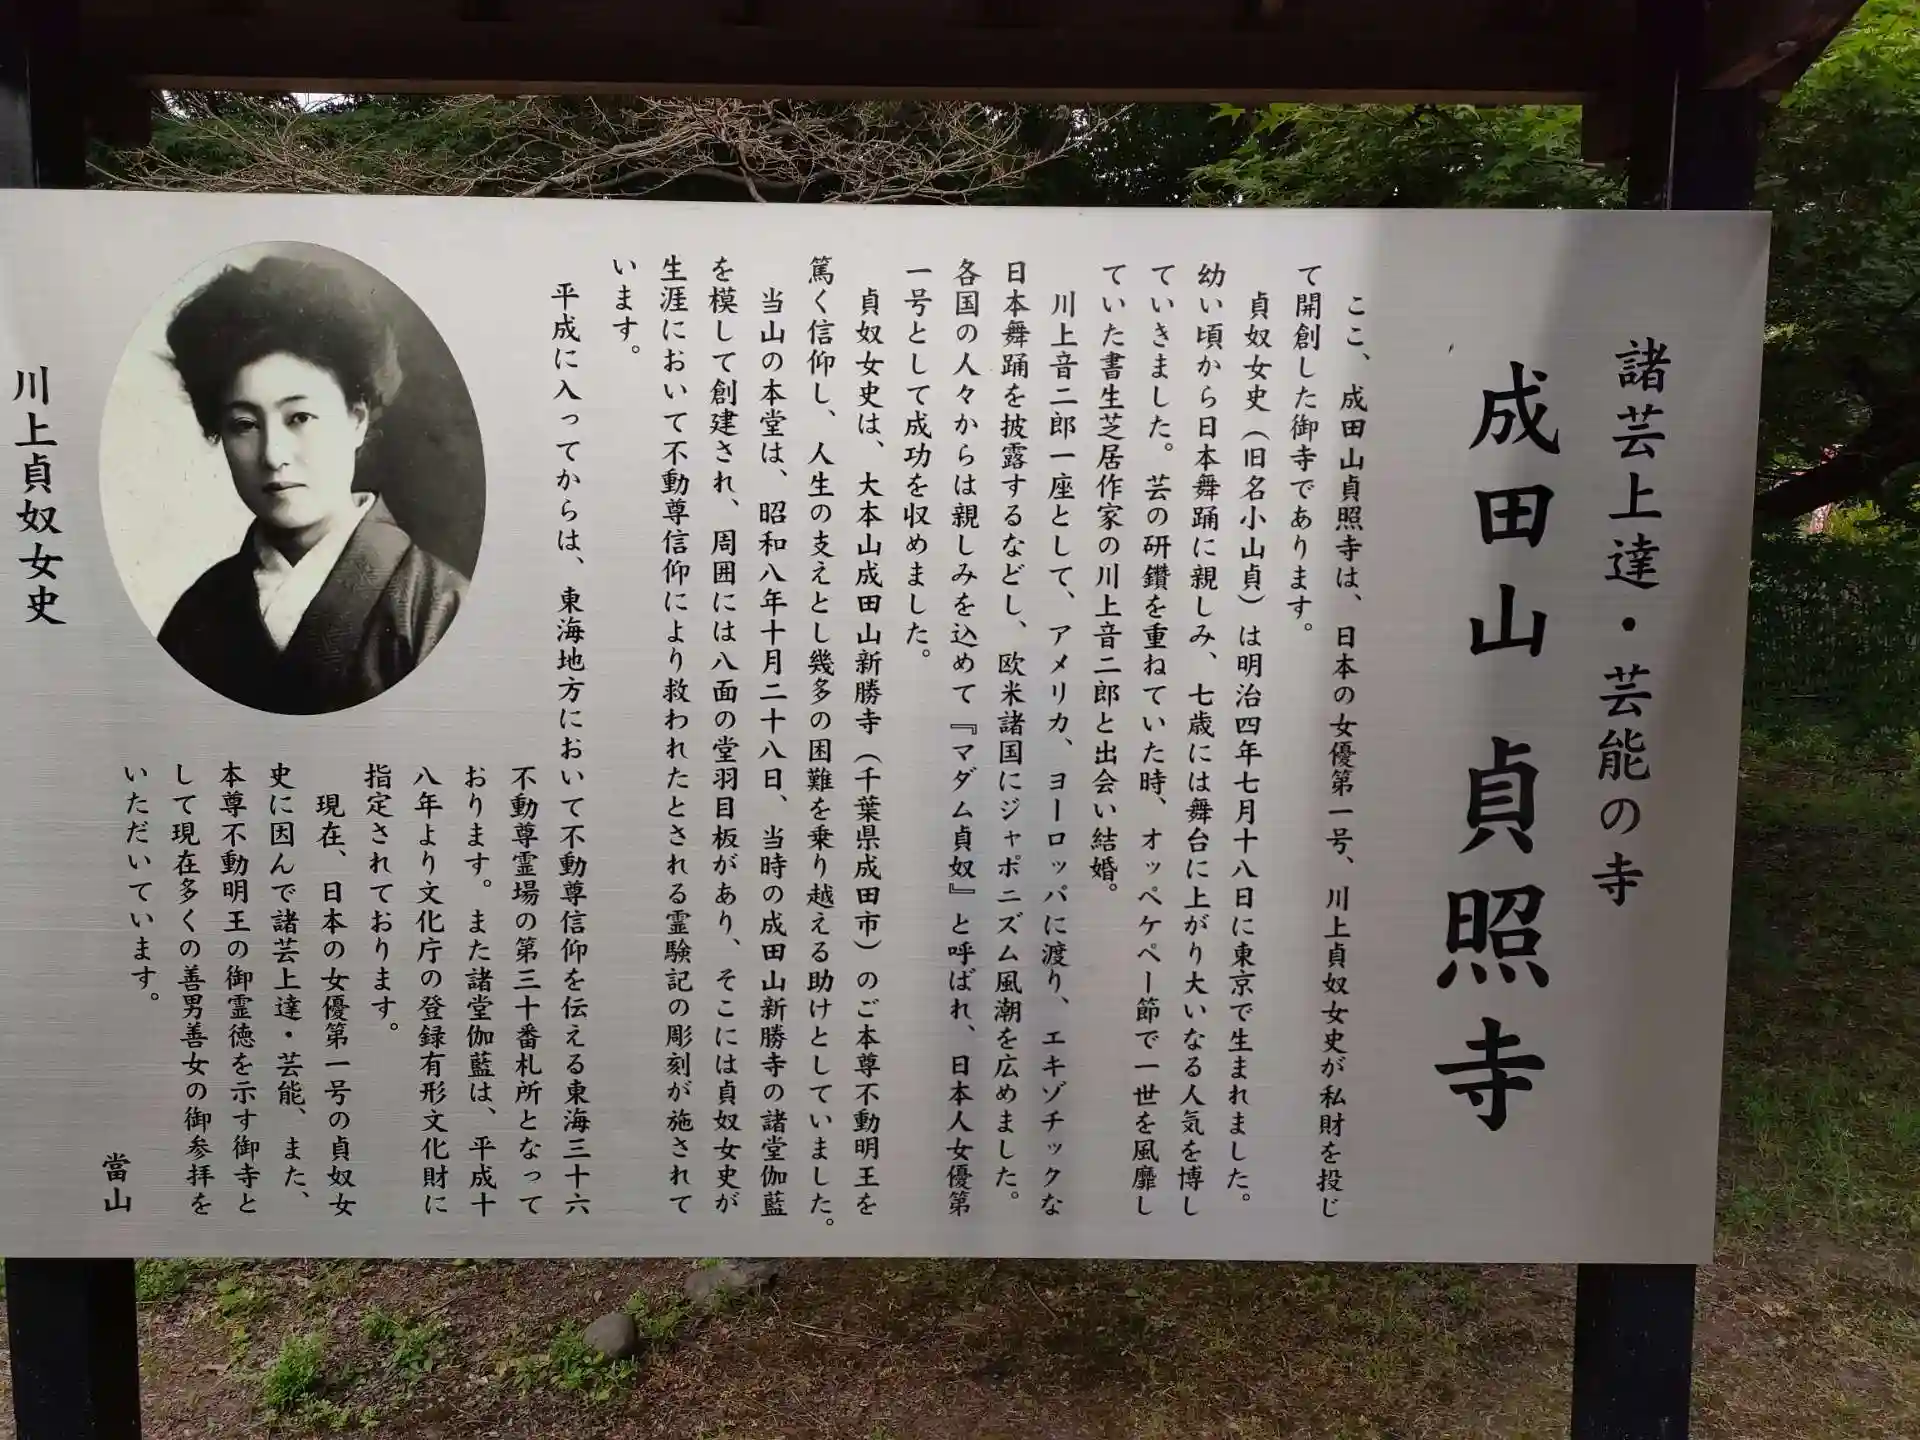 諸芸上達・芸能の寺
成田山 貞照寺
ここ、成田山貞照寺は、日本の女優第一号、川上貞奴女史が私財を投じ
て開創した御寺であります。
貞奴女史（旧名小山貞）は明治四年七月十八日に東京で生まれました。
幼い頃から日本舞踊に親しみ、七歳には舞台に上がり大いなる人気を博し
ていきました。芸の研鑽を重ねていた時、オッペケペー節で一世を風靡し
ていた書生芝居作家の川上音二郎と出会い結婚。
川上音二郎一座として、アメリカ、ヨーロッパに渡り、エキゾチックな
日本舞踊を披露するなどし、欧米諸国にジャポニズム風潮を広めました。
各国の人々からは親しみを込めて『マダム貞奴』と呼ばれ、日本人女優第
一号として成功を収めました。
貞奴女史は、大本山成田山新勝寺（千葉県成田市）のご本尊不動明王を
篤く信仰し、人生の支えとし幾多の困難を乗り越える助けとしていました。
当山の本堂は、昭和八年十月二十八日、当時の成田山新勝寺の諸堂伽藍
を模して創建され、周囲には八面の堂羽目板があり、そこには貞奴女史が
生涯において不動尊信仰により救われたとされる霊験記の彫刻が施されて
います。
平成に入ってからは、東海地方において不動尊信仰を伝える東海三十六
不動尊霊場の第三十番札所となって
おります。また諸堂伽藍は、平成十
八年より文化庁の登録有形文化財に
指定されております。
現在、日本の女優第一号の貞奴女
史に因んで諸芸上達・芸能、また、
本尊不動明王の御霊徳を示す御寺と
して現在多くの善男善女の御参拝を
いただいています。
當山
川上貞奴女史